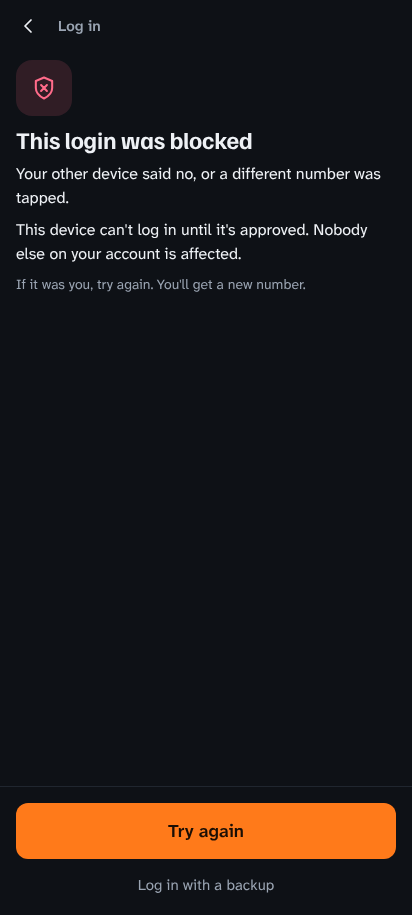 Log in
This login was blocked
Your other device said no, or a different number was
tapped.
This device can't log in until it's approved. Nobody
else on your account is affected.
If it was you, try again. You'll get a new number.
Try again
Log in with a backup